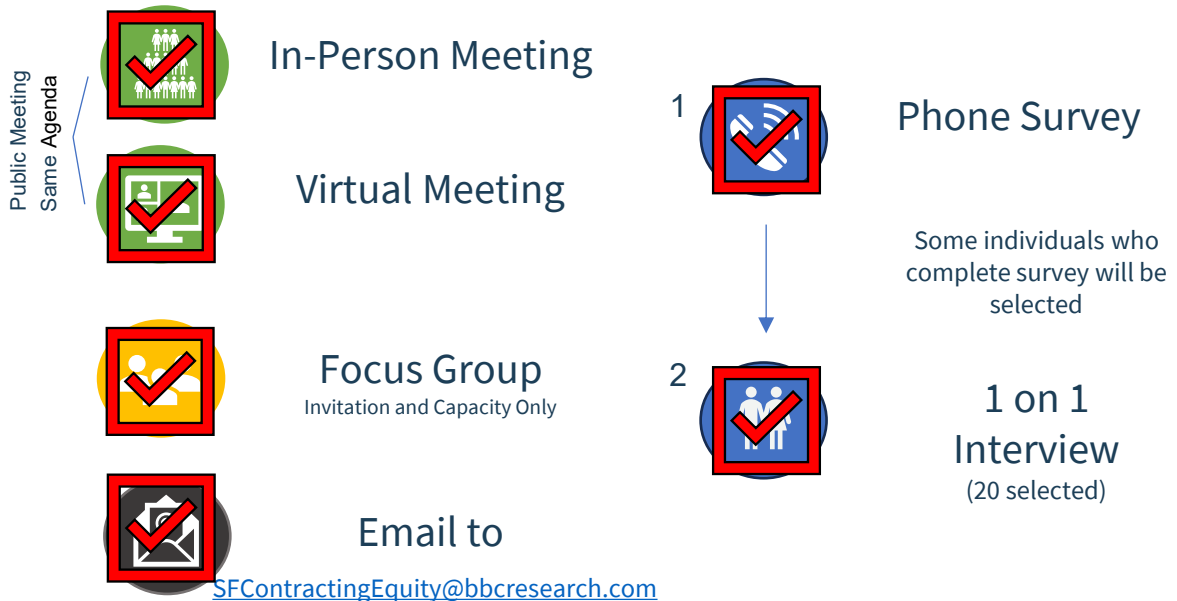 Public Meeting
Same Agenda
In-Person Meeting
Virtual Meeting
Focus Group
Invitation and Capacity Only
Email to
SFContractingEquity@bbcresearch.com
1
Phone Survey
Some individuals who
complete survey will be
selected
2
1 on 1
Interview
(20 selected)